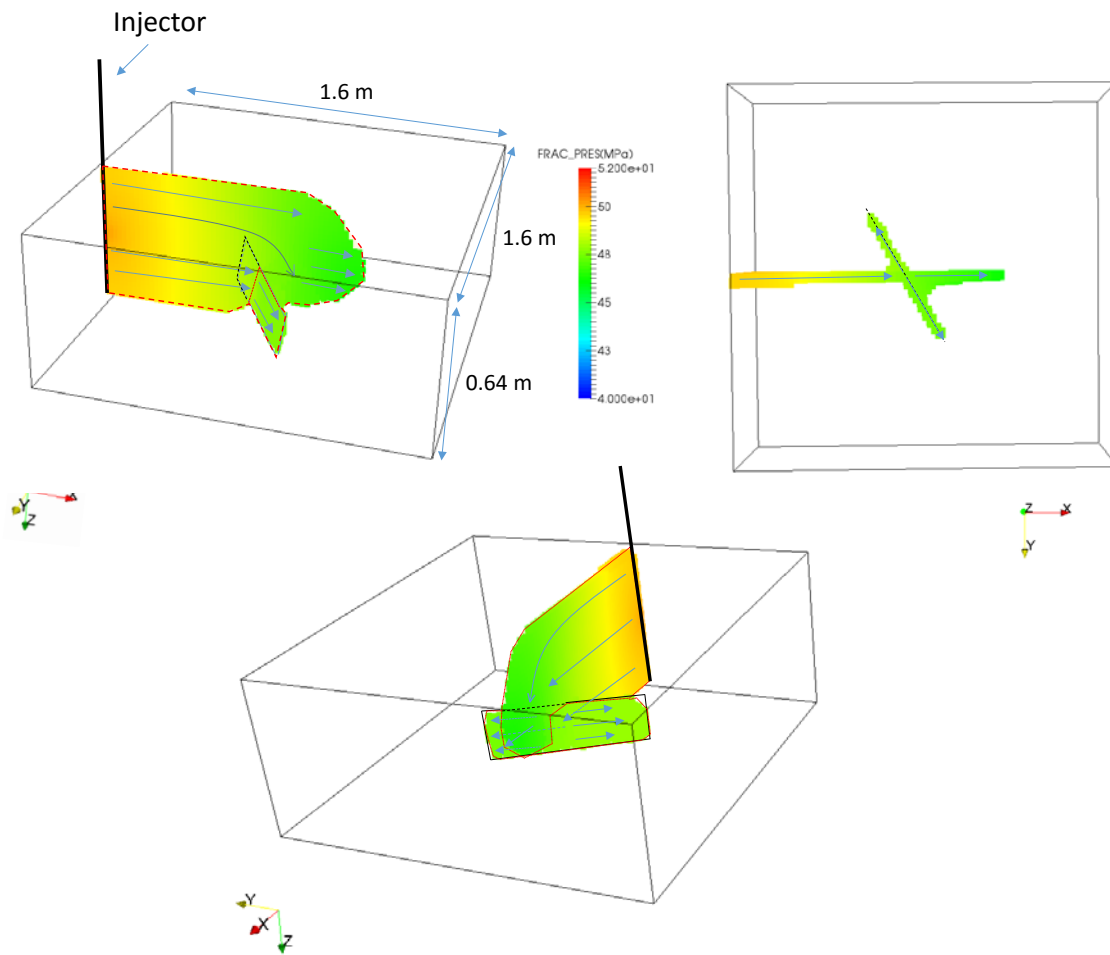 Injector
1.6 m
1.6 m
0.64 m
FRAC_PRES(MPa)
5.200e+01
50
48
45
43
4.000e+01
Y
X
Z
Z
X
Y
Y
X
Z